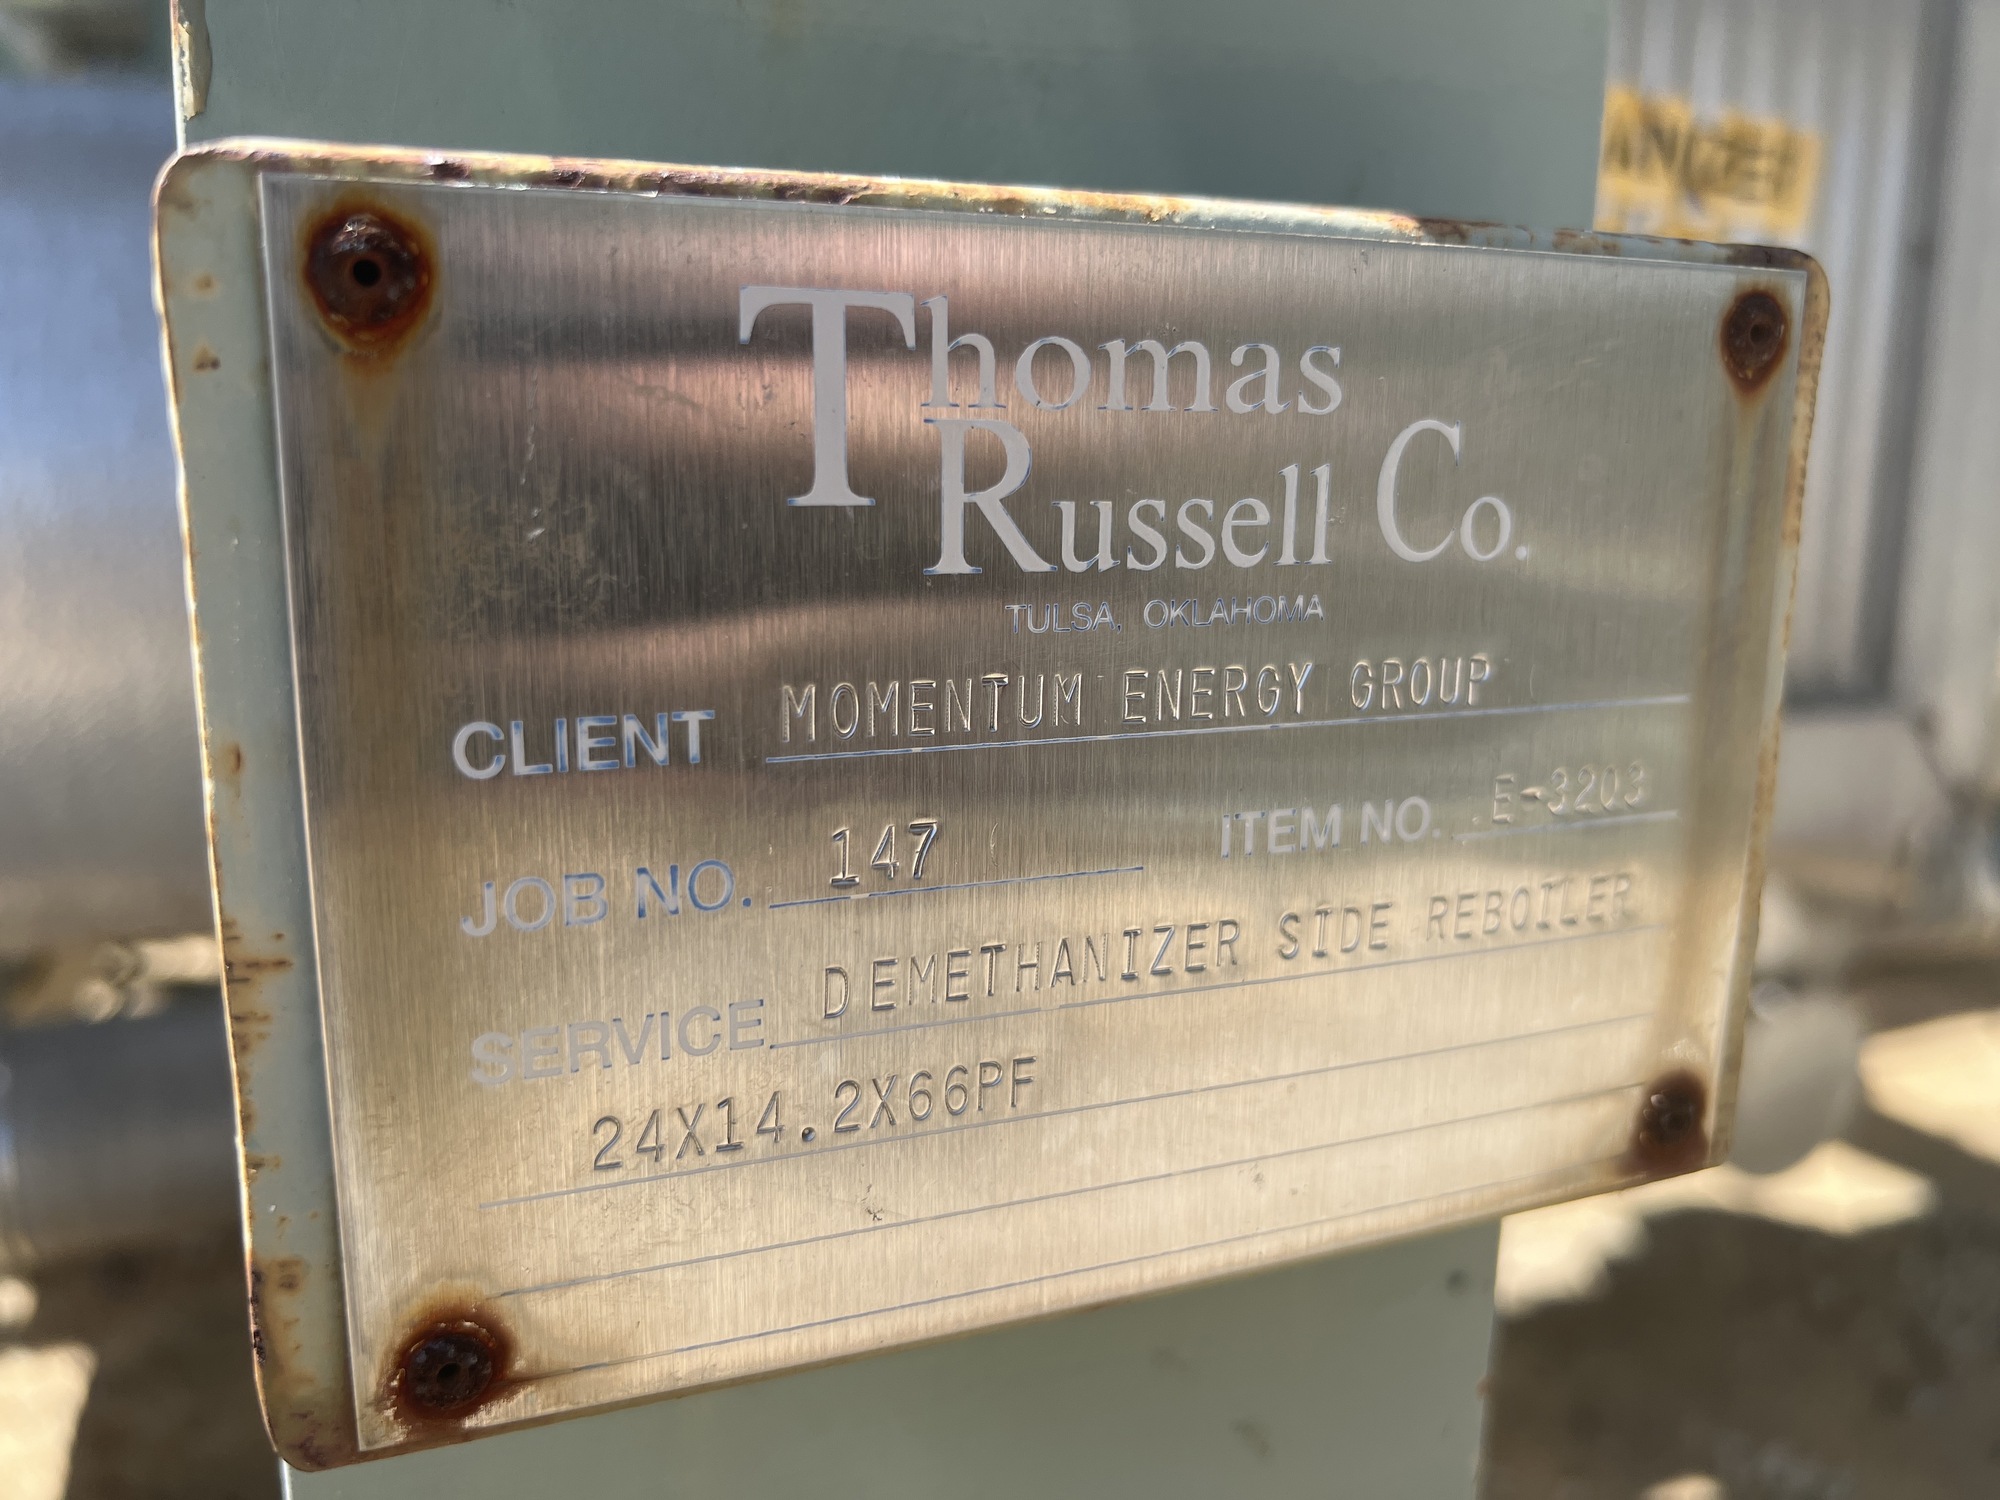 ANGER
Thomas
Russell Co.
TULSA, OKLAHOMA
CLIENT MOMENTUM ENERGY GROUP
JOB NO. 147 ITEM NO. E-3203
SERVICE DEMETHANIZER SIDE REBOILER
24X14.2X66PF